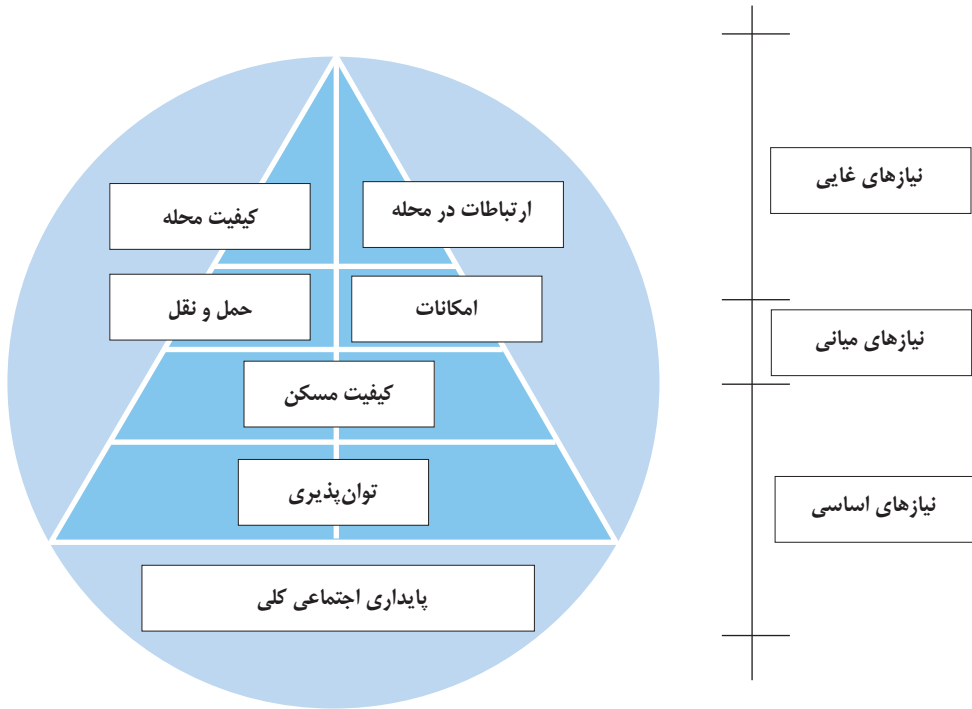 نیازهای غایی
ارتباطات در محله
کیفیت محله
امکانات
حمل و نقل
نیازهای میانی
کیفیت مسکن
توان‌پذیری
نیازهای اساسی
پایداری اجتماعی کلی